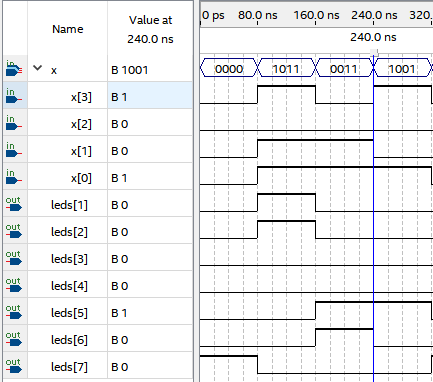 Name Value at 240.0 ns 0 ps 80.0 ns 160.0 ns 240.0 ns 320.
240.0 ns
in x B 1001 0000 1011 0011 1001
in x[3] B 1
in x[2] B 0
in x[1] B 0
in x[0] B 1
out leds[1] B 0
out leds[2] B 0
out leds[3] B 0
out leds[4] B 0
out leds[5] B 1
out leds[6] B 0
out leds[7] B 0